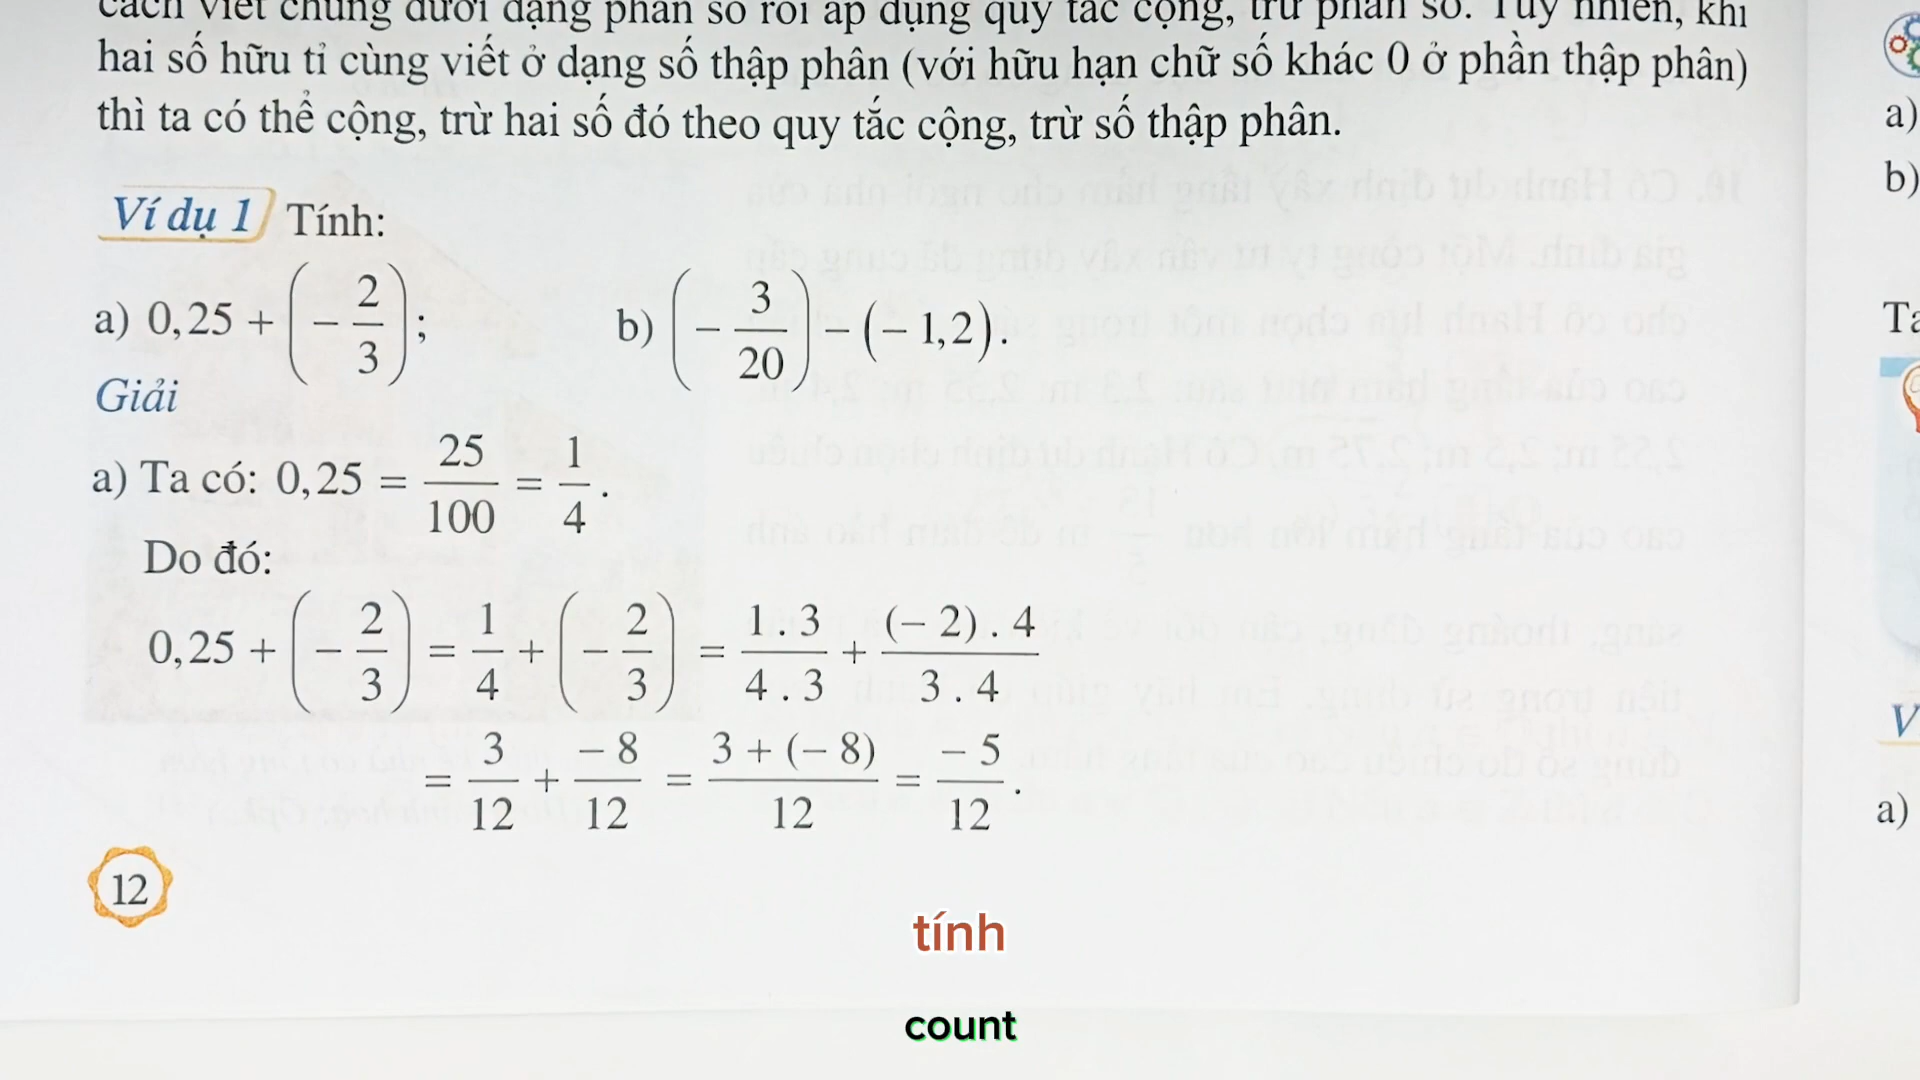 cách viết chúng dưới dạng phân số rồi áp dụng quy tắc cộng, trừ phân số. Tuy nhiên, khi
hai số hữu tỉ cùng viết ở dạng số thập phân (với hữu hạn chữ số khác 0 ở phần thập phân)
thì ta có thể cộng, trừ hai số đó theo quy tắc cộng, trừ số thập phân.
Ví dụ 1 Tính:
a) 0,25 + (− 2/3); b) (− 3/20) − (− 1,2).
Giải
a) Ta có: 0,25 = 25/100 = 1/4.
Do đó:
0,25 + (− 2/3) = 1/4 + (− 2/3) = 1 . 3/4 . 3 + (− 2) . 4/3 . 4
= 3/12 + − 8/12 = 3 + (− 8)/12 = − 5/12.
12
tính
count
a)
b)
a)